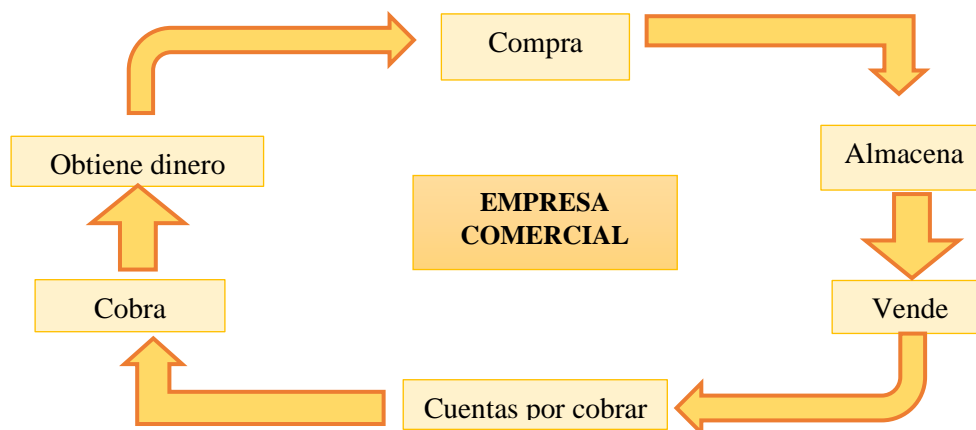 Compra
Almacena
Obtiene dinero
EMPRESA
COMERCIAL
Cobra
Vende
Cuentas por cobrar